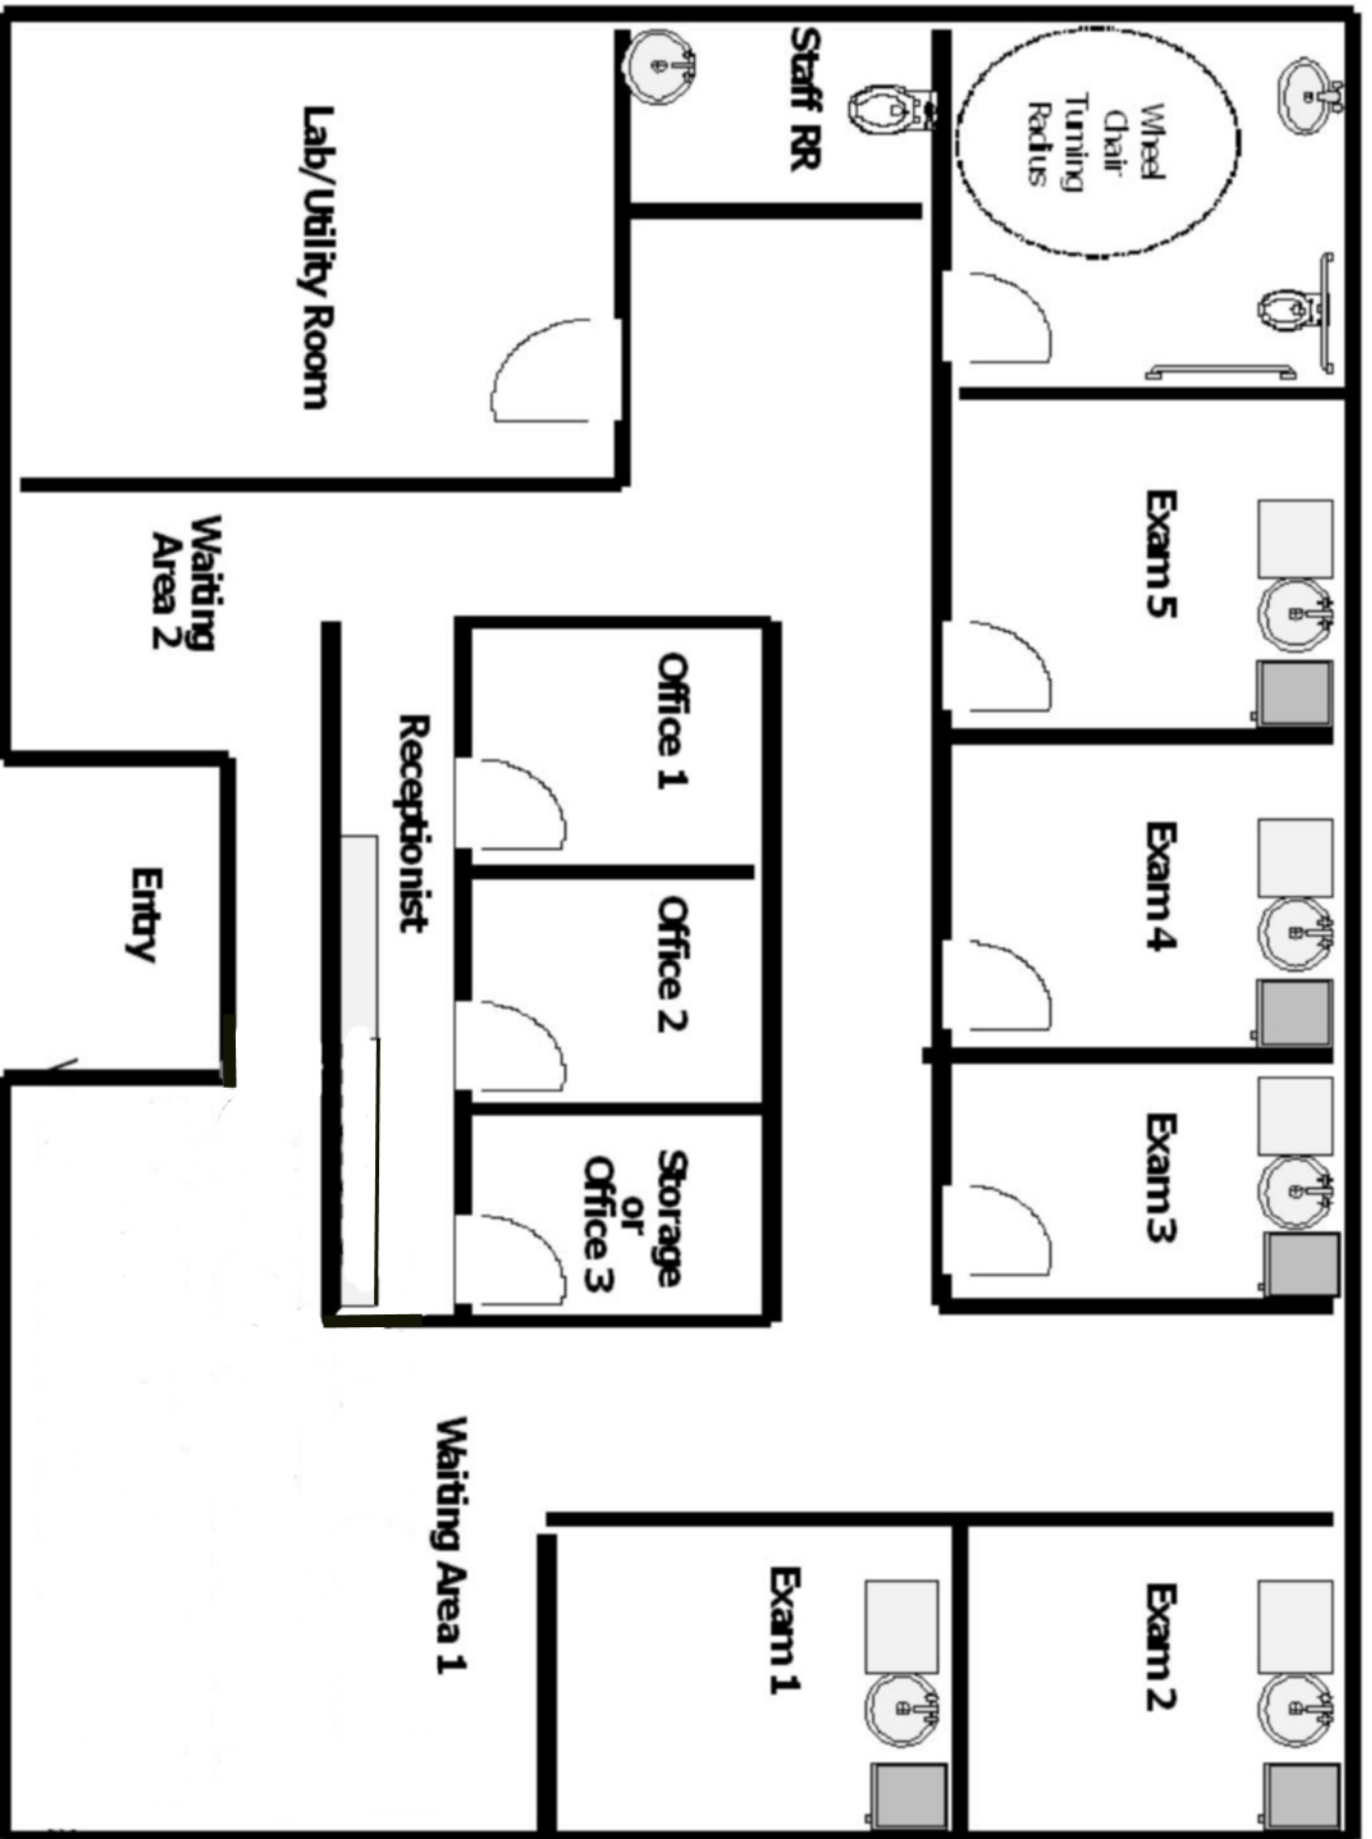 Wheel
Chair
Turning
Radius
Exam 5
Exam 4
Exam 3
Exam 2
Staff RR
Exam 1
Office 1
Office 2
Storage
or
Office 3
Lab/Utility Room
Receptionist
Waiting Area 1
Waiting
Area 2
Entry